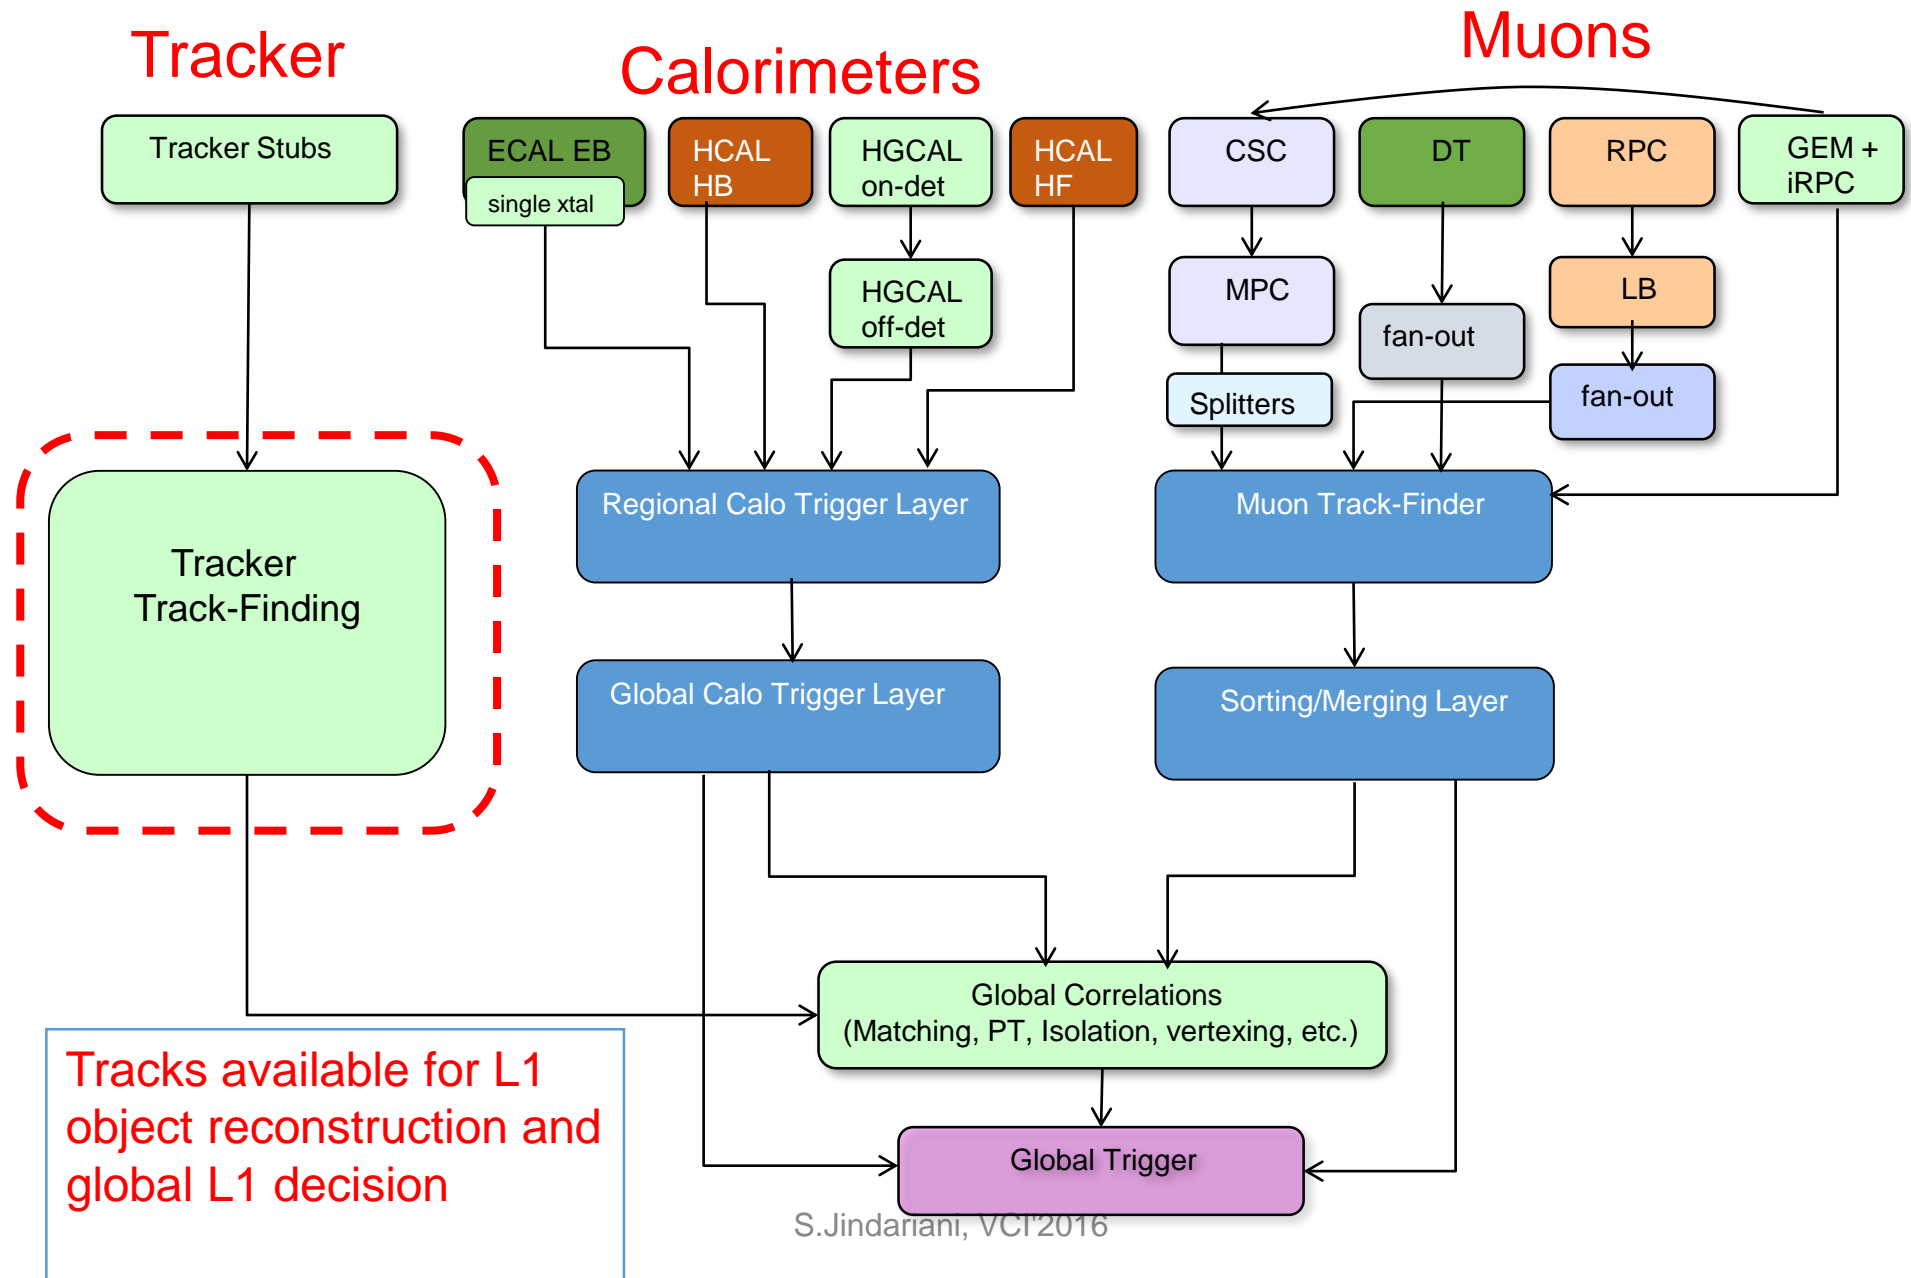 Tracker
Calorimeters
Muons
Tracker Stubs
ECAL EB
single xtal
HCAL
HB
HGCAL
on-det
HCAL
HF
CSC
DT
RPC
GEM +
iRPC
HGCAL
off-det
MPC
fan-out
LB
Splitters
fan-out
Tracker
Track-Finding
Regional Calo Trigger Layer
Muon Track-Finder
Global Calo Trigger Layer
Sorting/Merging Layer
Global Correlations
(Matching, PT, Isolation, vertexing, etc.)
Tracks available for L1
object reconstruction and
global L1 decision
Global Trigger
S.Jindariani, VCI'2016